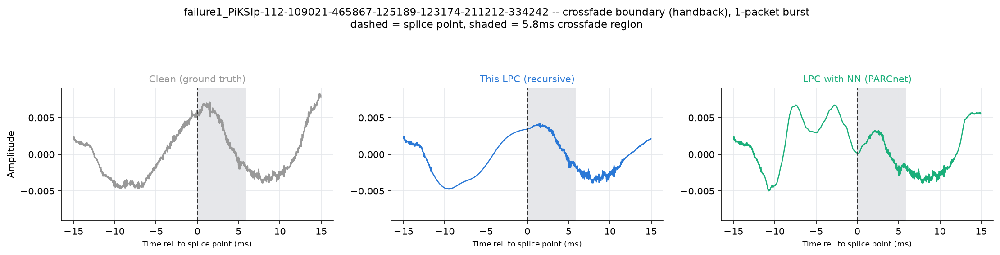 failure1_PiKSIp-112-109021-465867-125189-123174-211212-334242 -- crossfade boundary (handback), 1-packet burst
dashed = splice point, shaded = 5.8ms crossfade region
Clean (ground truth)
Amplitude
0.005
0.000
−0.005
−15 −10 −5 0 5 10 15
Time rel. to splice point (ms)
This LPC (recursive)
0.005
0.000
−0.005
−15 −10 −5 0 5 10 15
Time rel. to splice point (ms)
LPC with NN (PARCnet)
0.005
0.000
−0.005
−15 −10 −5 0 5 10 15
Time rel. to splice point (ms)